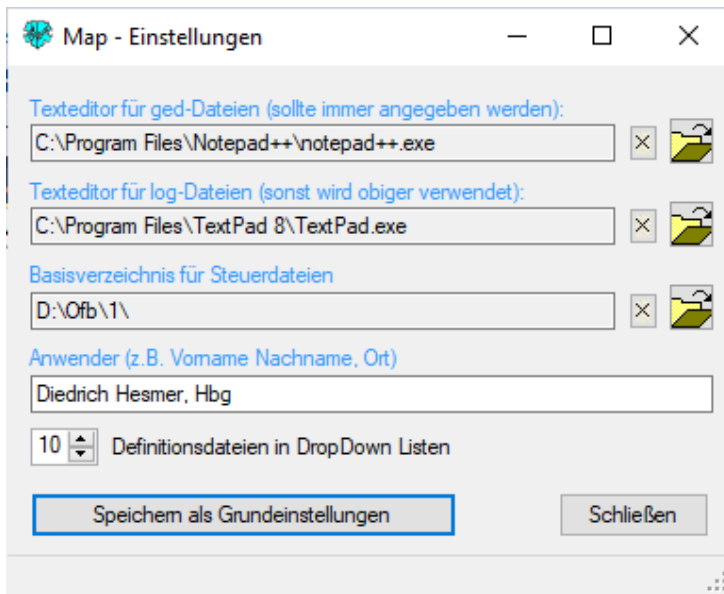 Map - Einstellungen
Texteditor für ged-Dateien (sollte immer angegeben werden):
C:\Program Files\Notepad++\notepad++.exe
Texteditor für log-Dateien (sonst wird obiger verwendet):
C:\Program Files\TextPad 8\TextPad.exe
Basisverzeichnis für Steuerdateien
D:\Ofb\1\
Anwender (z.B. Vorname Nachname, Ort)
Diedrich Hesmer, Hbg
10 Definitionsdateien in DropDown Listen
Speichern als Grundeinstellungen Schließen